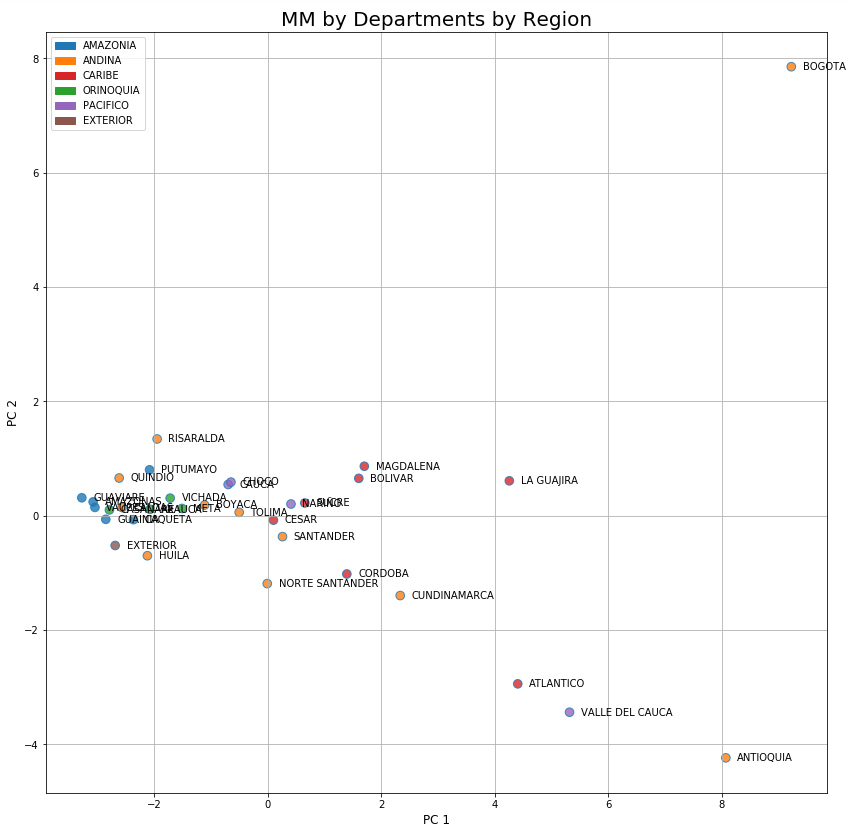 MM by Departments by Region
AMAZONIA
ANDINA
CARIBE
ORINOQUIA
PACIFICO
EXTERIOR
BOGOTA
RISARALDA
PUTUMAYO
QUINDIO
MAGDALENA
BOLIVAR
LA GUAJIRA
CHOCO
CAUCA
GUAVIARE
AMAZONAS
VICHADA
BOYACA
NARINO
SUCRE
META
TOLIMA
CESAR
CAQUETA
SANTANDER
EXTERIOR
HUILA
CORDOBA
NORTE SANTANDER
CUNDINAMARCA
ATLANTICO
VALLE DEL CAUCA
ANTIOQUIA
8
6
4
2
0
−2
−4
PC 2
−2
0
2
4
6
8
PC 1